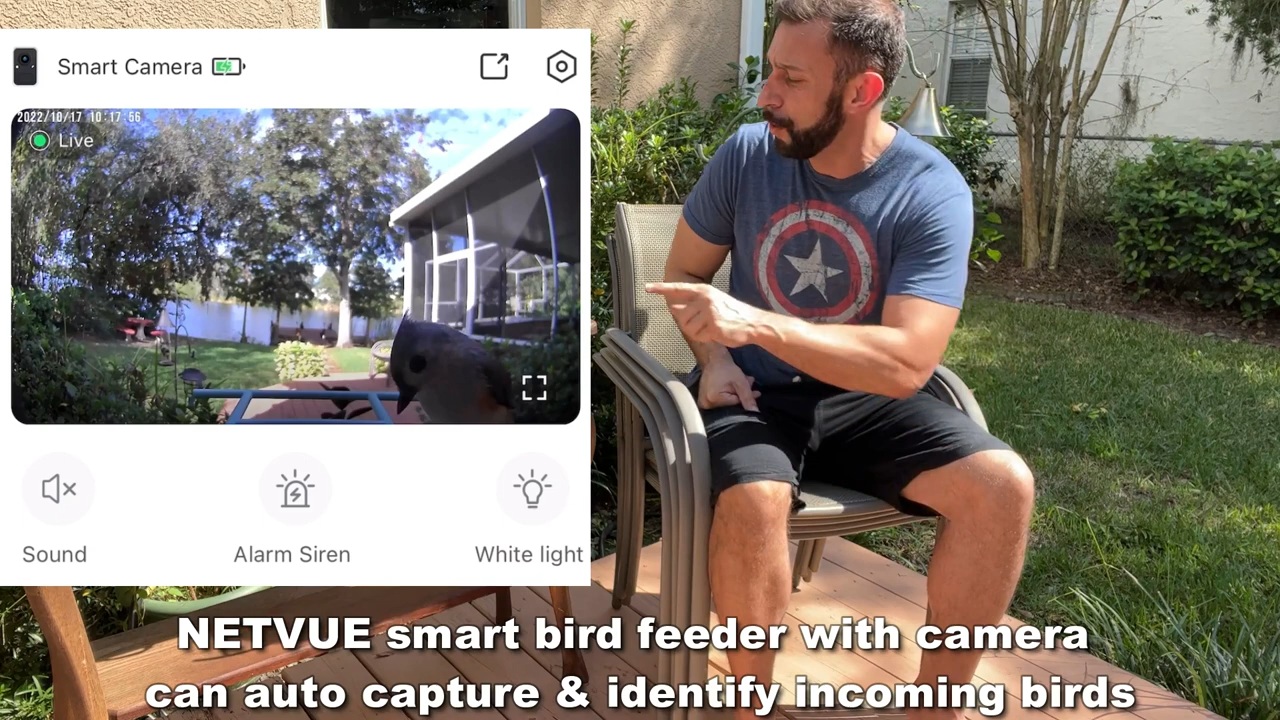 Smart Camera
2022/10/17 10:17:56
Live
Sound
Alarm Siren
White light
NETVUE smart bird feeder with camera
can auto capture & identify incoming birds